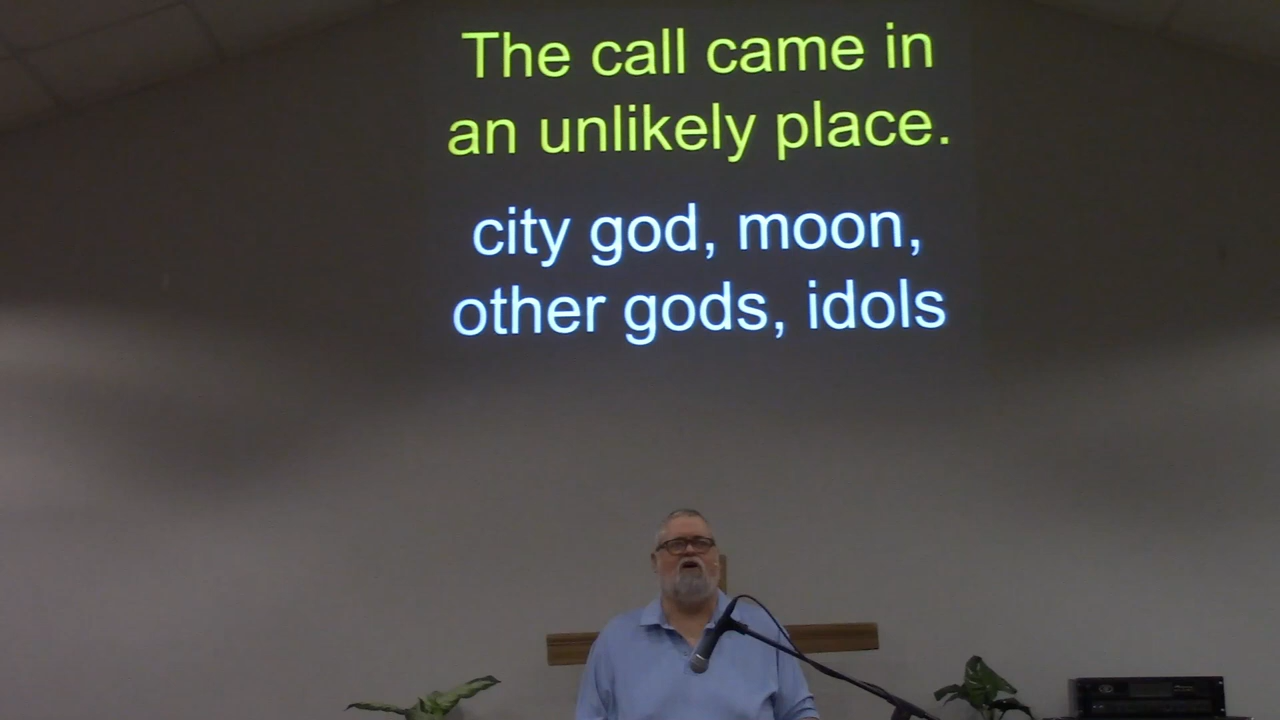 The call came in
an unlikely place.
city god, moon,
other gods, idols